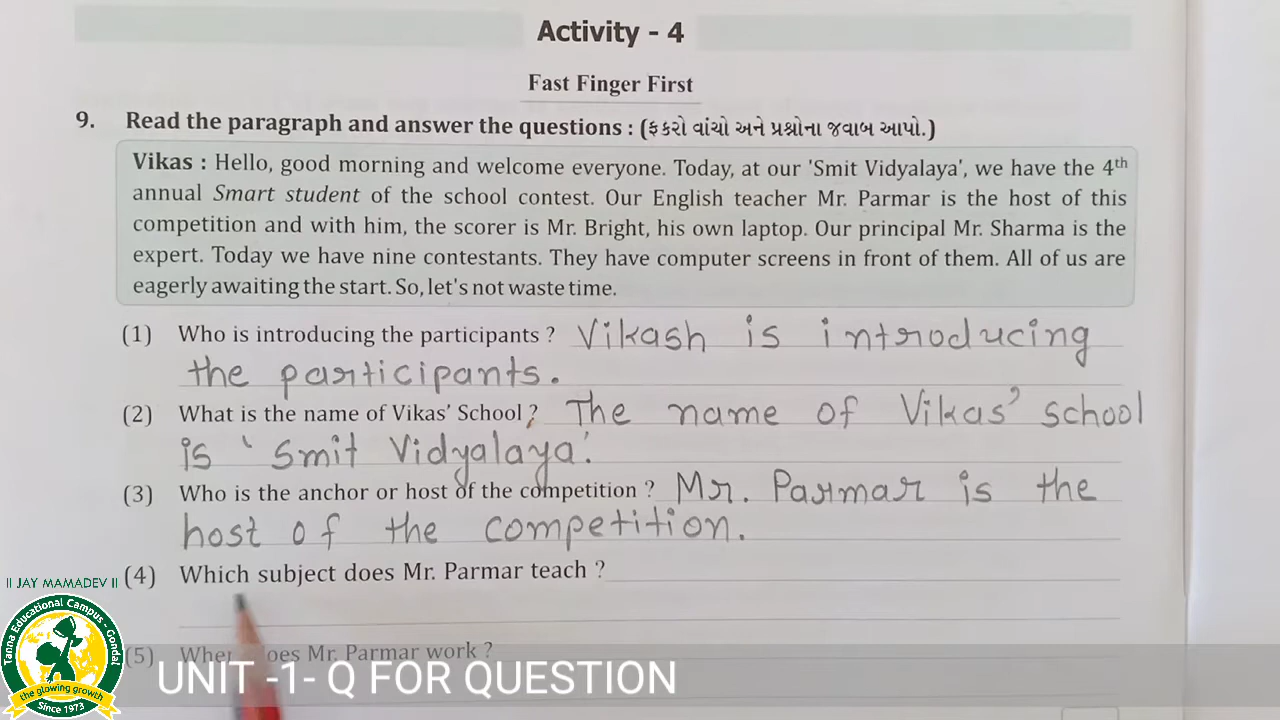 Activity - 4
Fast Finger First
9. Read the paragraph and answer the questions : (ફકરો વાંચો અને પ્રશ્નોના જવાબ આપો.)
Vikas : Hello, good morning and welcome everyone. Today, at our 'Smit Vidyalaya', we have the 4th
annual Smart student of the school contest. Our English teacher Mr. Parmar is the host of this
competition and with him, the scorer is Mr. Bright, his own laptop. Our principal Mr. Sharma is the
expert. Today we have nine contestants. They have computer screens in front of them. All of us are
eagerly awaiting the start. So, let's not waste time.
(1) Who is introducing the participants ? Vikash is introducing
the participants.
(2) What is the name of Vikas' School ? The name of Vikas' school
is 'Smit Vidyalaya'.
(3) Who is the anchor or host of the competition ? Mr. Parmar is the
host of the competition.
(4) Which subject does Mr. Parmar teach ?
(5) does Mr. Parmar work ?
|| JAY MAMADEV ||
Tanna Educational Campus - Gondal
the glowing growth
Since 1973
UNIT -1- Q FOR QUESTION